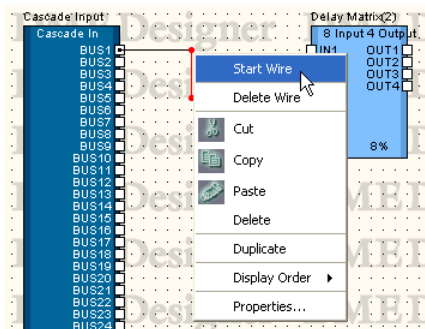 Cascade Input
Cascade In
BUS1
BUS2
BUS3
BUS4
BUS5
BUS6
BUS7
BUS8
BUS9
BUS10
BUS11
BUS12
BUS13
BUS14
BUS15
BUS16
BUS17
BUS18
BUS19
BUS20
BUS21
BUS22
BUS23
BUS24
Start Wire
Delete Wire
Cut
Copy
Paste
Delete
Duplicate
Display Order
Properties...
Delay Matrix(2)
8 Input 4 Output
IN1 OUT1
OUT2
OUT3
OUT4
8%
Designer